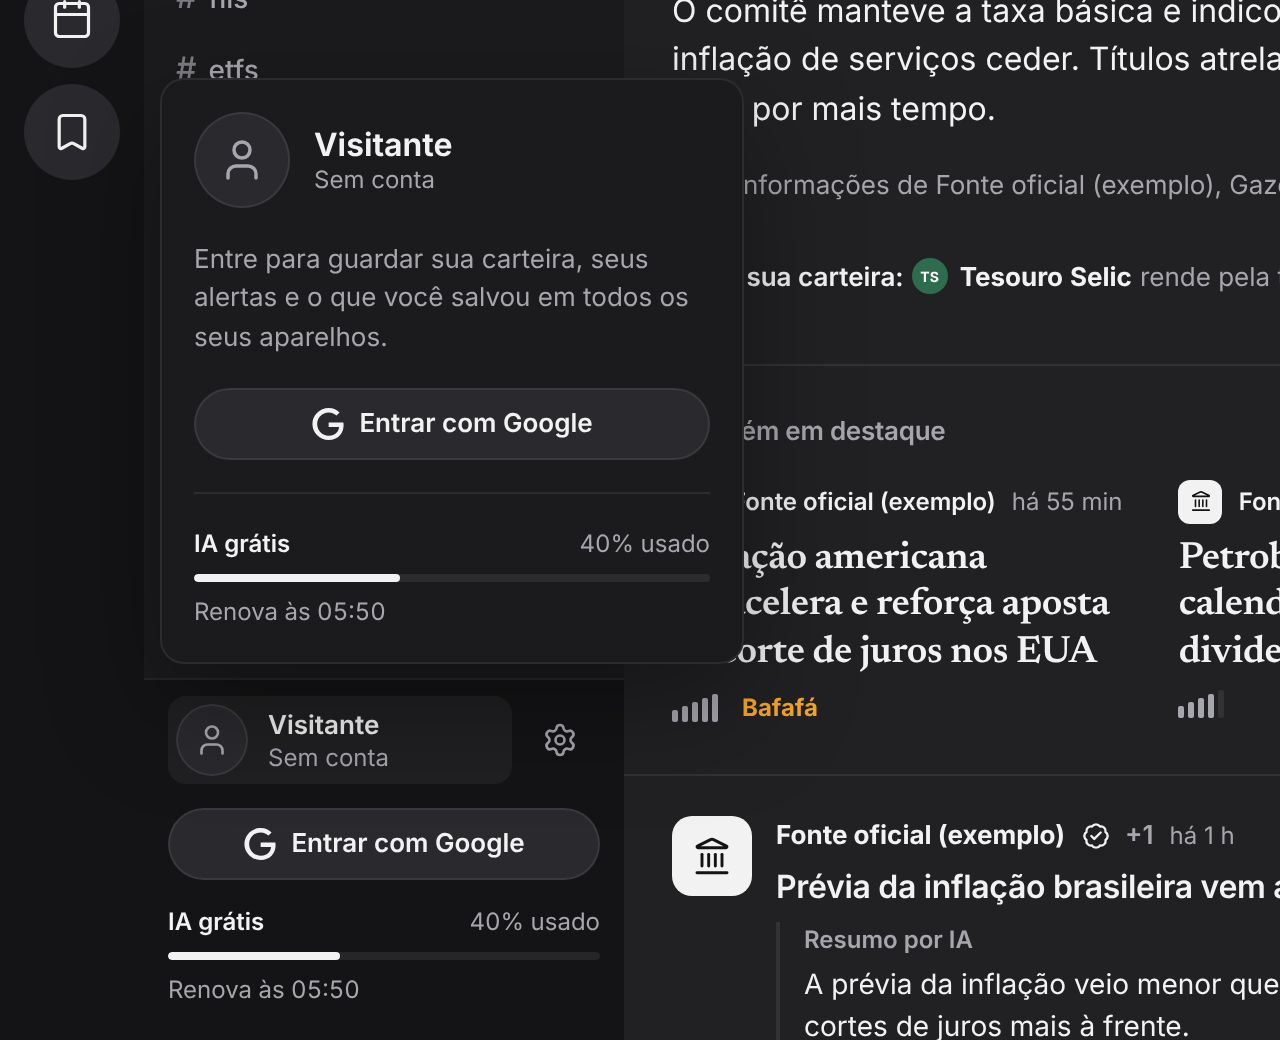 # etfs
O comitê manteve a taxa básica e indico
inflação de serviços ceder. Títulos atrela
por mais tempo.
nformações de Fonte oficial (exemplo), Gaz
sua carteira: TS Tesouro Selic rende pela
Visitante
Sem conta
Entre para guardar sua carteira, seus
alertas e o que você salvou em todos os
seus aparelhos.
G Entrar com Google
IA grátis 40% usado
Renova às 05:50
ém em destaque
Fonte oficial (exemplo) há 55 min
ação americana
celera e reforça aposta
orte de juros nos EUA
Bafafá
Fon
Petrob
calend
divide
Visitante
Sem conta
G Entrar com Google
IA grátis 40% usado
Renova às 05:50
Fonte oficial (exemplo) +1 há 1 h
Prévia da inflação brasileira vem a
Resumo por IA
A prévia da inflação veio menor que
cortes de juros mais à frente.